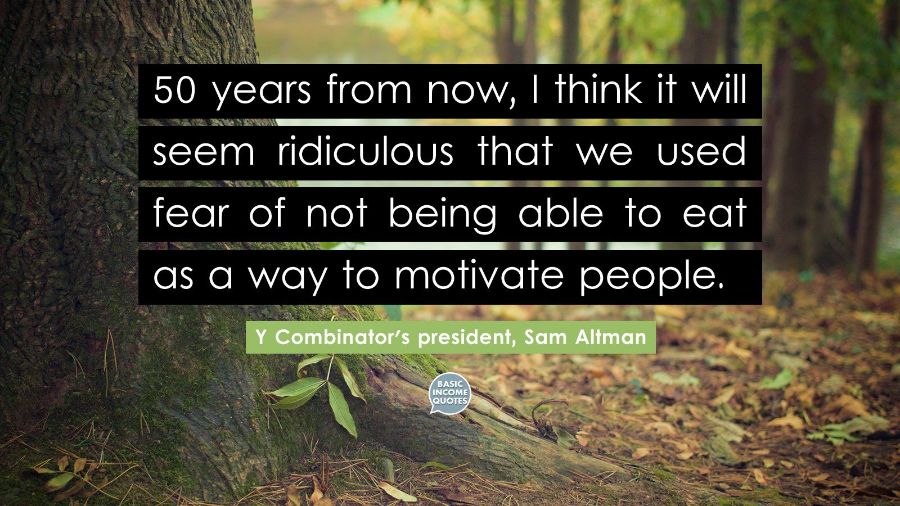 50 years from now, I think it will
seem ridiculous that we used
fear of not being able to eat
as a way to motivate people.
Y Combinator's president, Sam Altman
BASIC
INCOME
QUOTES